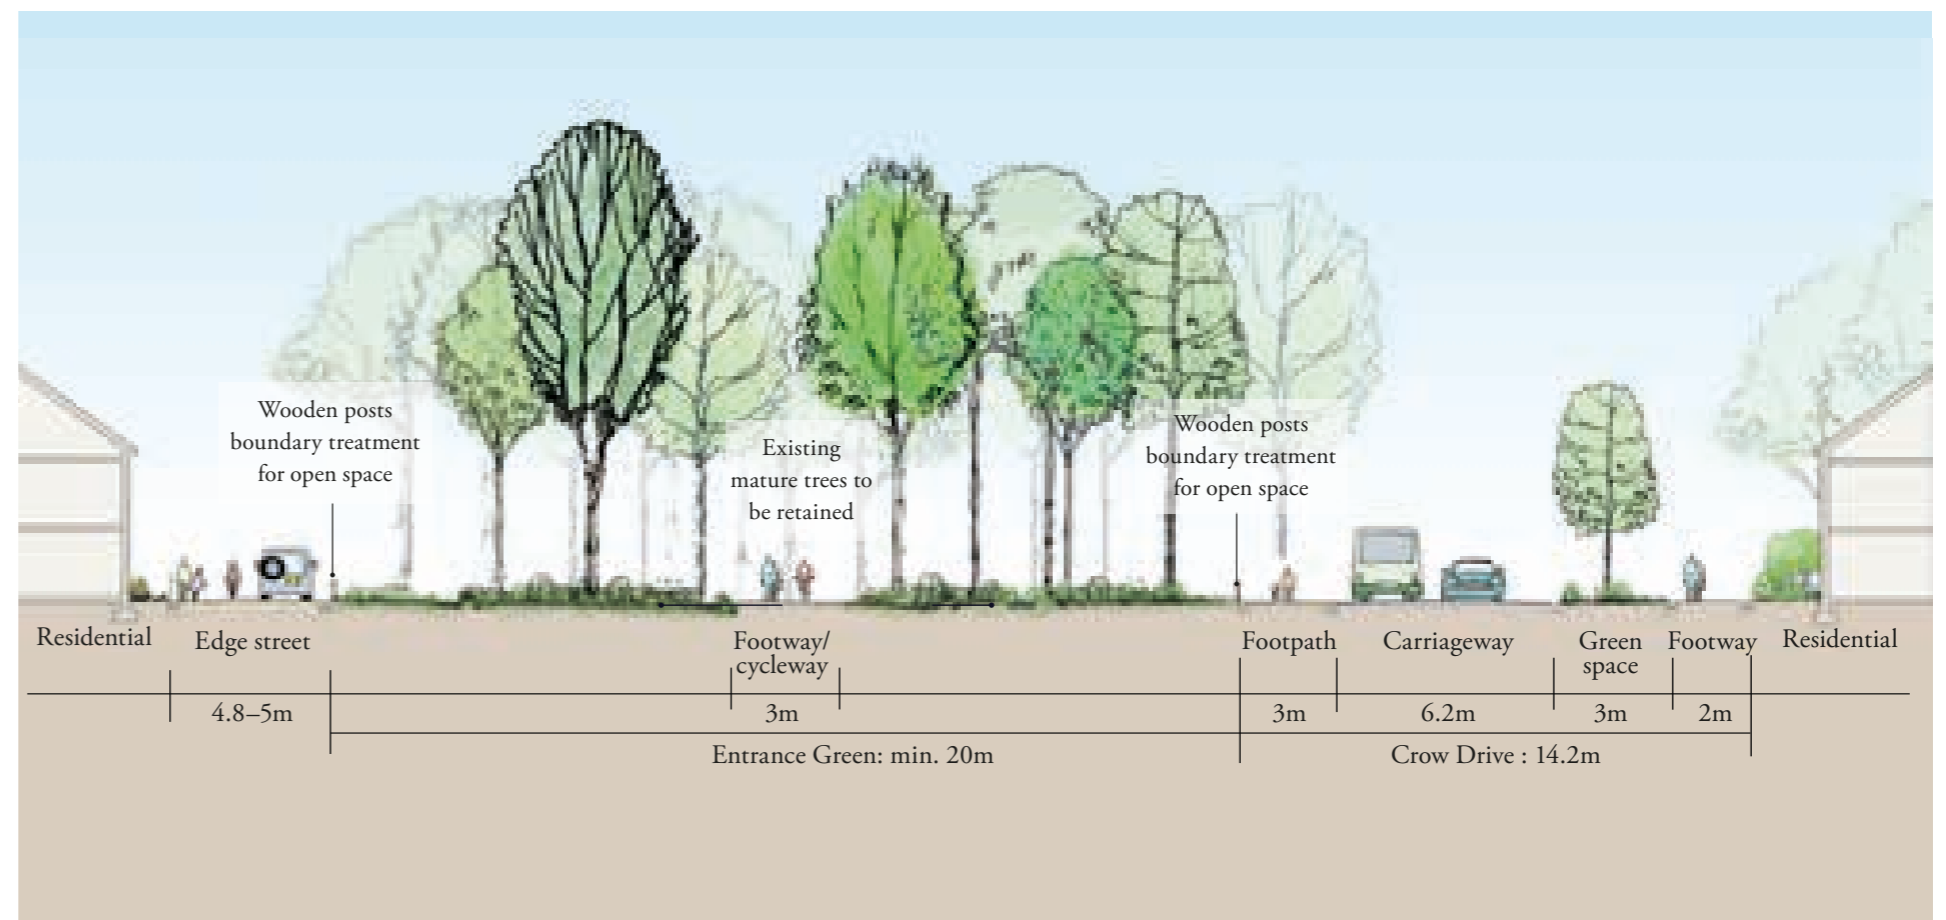 Wooden posts
boundary treatment
for open space
Existing
mature trees to
be retained
Wooden posts
boundary treatment
for open space
Residential
Edge street
Footway/
cycleway
Footpath
Carriageway
Green
space
Footway
Residential
4.8–5m
3m
3m
6.2m
3m
2m
Entrance Green: min. 20m
Crow Drive : 14.2m